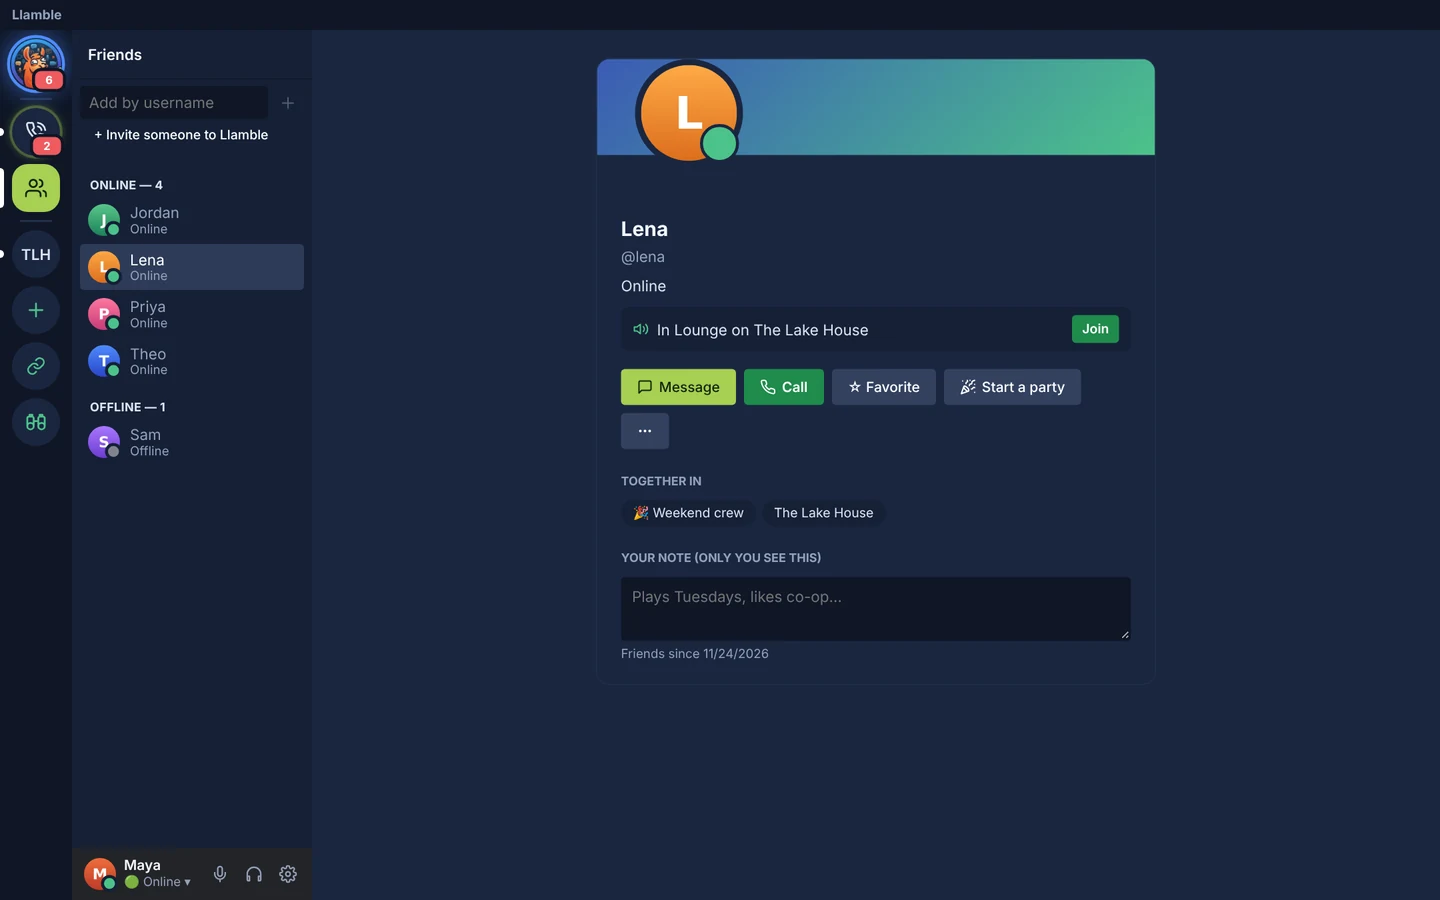 Llamble
6
2
TLH
Friends
Add by username
+ Invite someone to Llamble
ONLINE — 4
J
Jordan
Online
L
Lena
Online
P
Priya
Online
T
Theo
Online
OFFLINE — 1
S
Sam
Offline
M
Maya
Online ▾
L
Lena
@lena
Online
In Lounge on The Lake House
Join
Message
Call
☆ Favorite
Start a party
...
TOGETHER IN
🎉 Weekend crew
The Lake House
YOUR NOTE (ONLY YOU SEE THIS)
Plays Tuesdays, likes co-op...
Friends since 11/24/2026